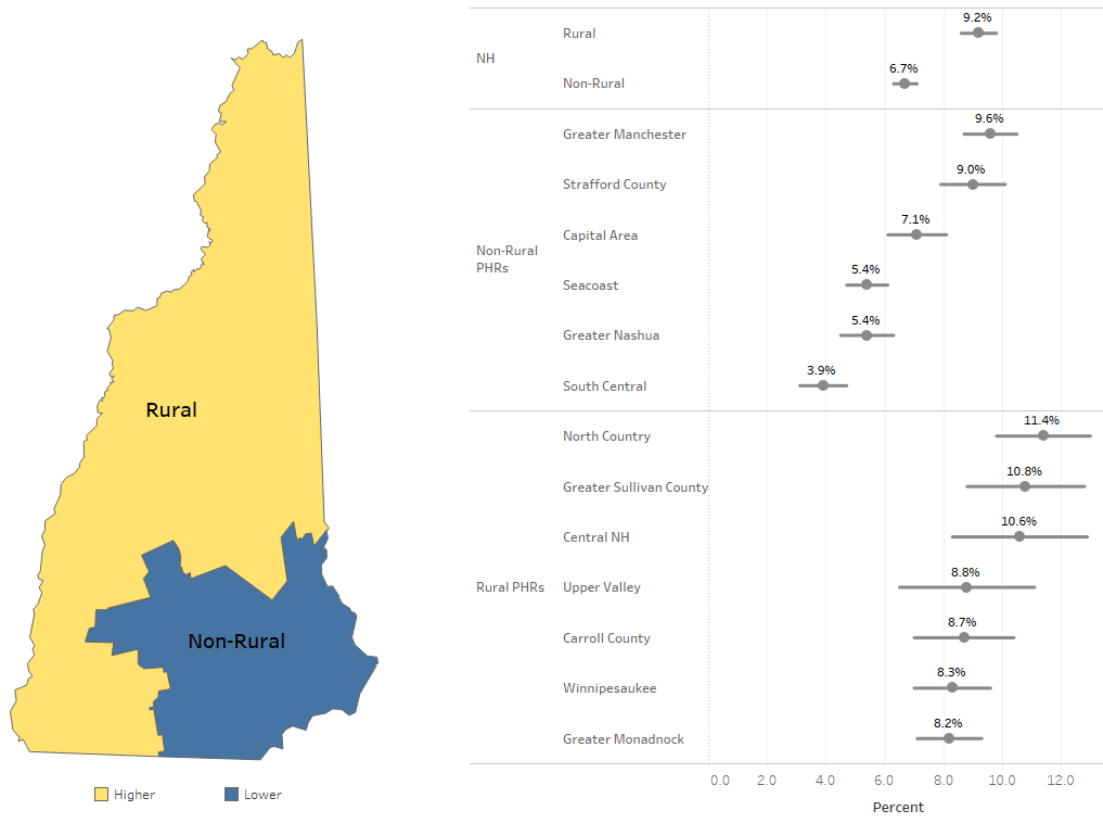 Rural
Non-Rural
Higher
Lower
NH
Rural
9.2%
Non-Rural
6.7%
Non-Rural
PHRs
Greater Manchester
9.6%
Strafford County
9.0%
Capital Area
7.1%
Seacoast
5.4%
Greater Nashua
5.4%
South Central
3.9%
Rural PHRs
North Country
11.4%
Greater Sullivan County
10.8%
Central NH
10.6%
Upper Valley
8.8%
Carroll County
8.7%
Winnipesaukee
8.3%
Greater Monadnock
8.2%
0.0 2.0 4.0 6.0 8.0 10.0 12.0
Percent